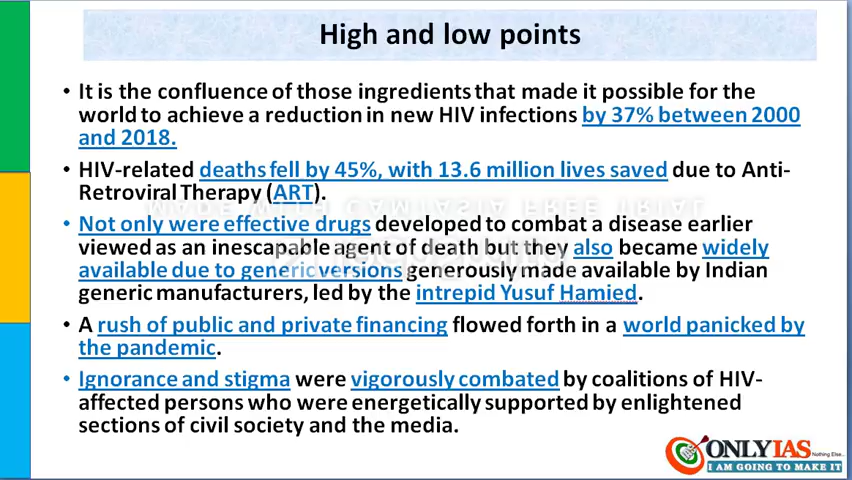 High and low points
• It is the confluence of those ingredients that made it possible for the
world to achieve a reduction in new HIV infections by 37% between 2000
and 2018.
• HIV-related deaths fell by 45%, with 13.6 million lives saved due to Anti-
Retroviral Therapy (ART).
MADE WITH CAMTASIA FREE TRIAL
• Not only were effective drugs developed to combat a disease earlier
viewed as an inescapable agent of death but they also became widely
available due to generic versions generously made available by Indian
generic manufacturers, led by the intrepid Yusuf Hamied.
• A rush of public and private financing flowed forth in a world panicked by
the pandemic.
• Ignorance and stigma were vigorously combated by coalitions of HIV-
affected persons who were energetically supported by enlightened
sections of civil society and the media.
ONLYIAS
Nothing Else..
I AM GOING TO MAKE IT